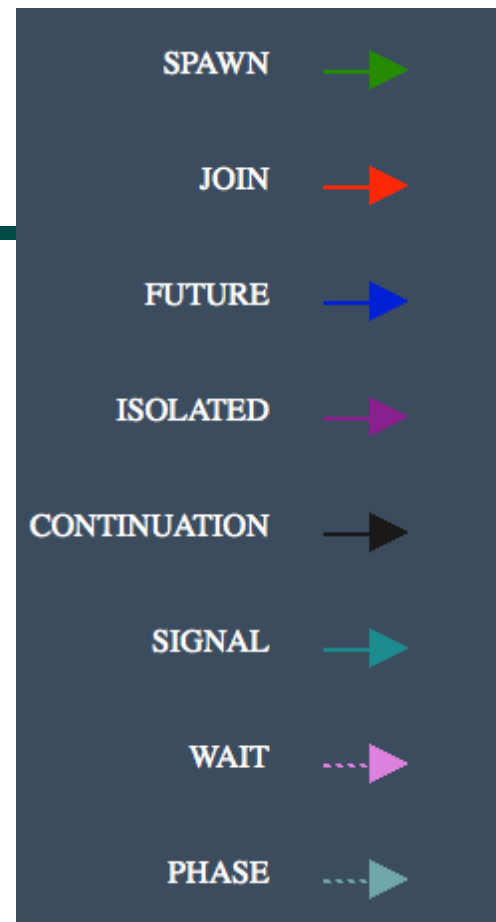 SPAWN
JOIN
FUTURE
ISOLATED
CONTINUATION
SIGNAL
WAIT
PHASE